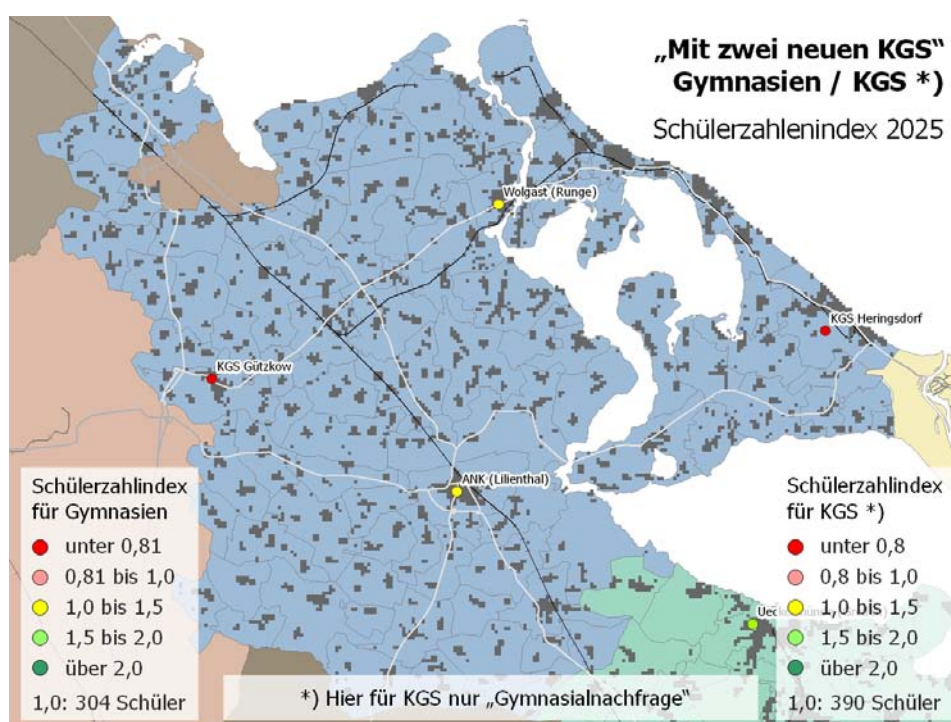 „Mit zwei neuen KGS“
Gymnasien / KGS *)
Schülerzahlenindex 2025
Wolgast (Runge)
KGS Heringsdorf
KGS Gützkow
ANK (Lilienthal)
Schülerzahlindex
für Gymnasien
unter 0,81
0,81 bis 1,0
1,0 bis 1,5
1,5 bis 2,0
über 2,0
1,0: 304 Schüler
Schülerzahlindex
für KGS *)
unter 0,8
0,8 bis 1,0
1,0 bis 1,5
1,5 bis 2,0
über 2,0
1,0: 390 Schüler
*) Hier für KGS nur „Gymnasialnachfrage“